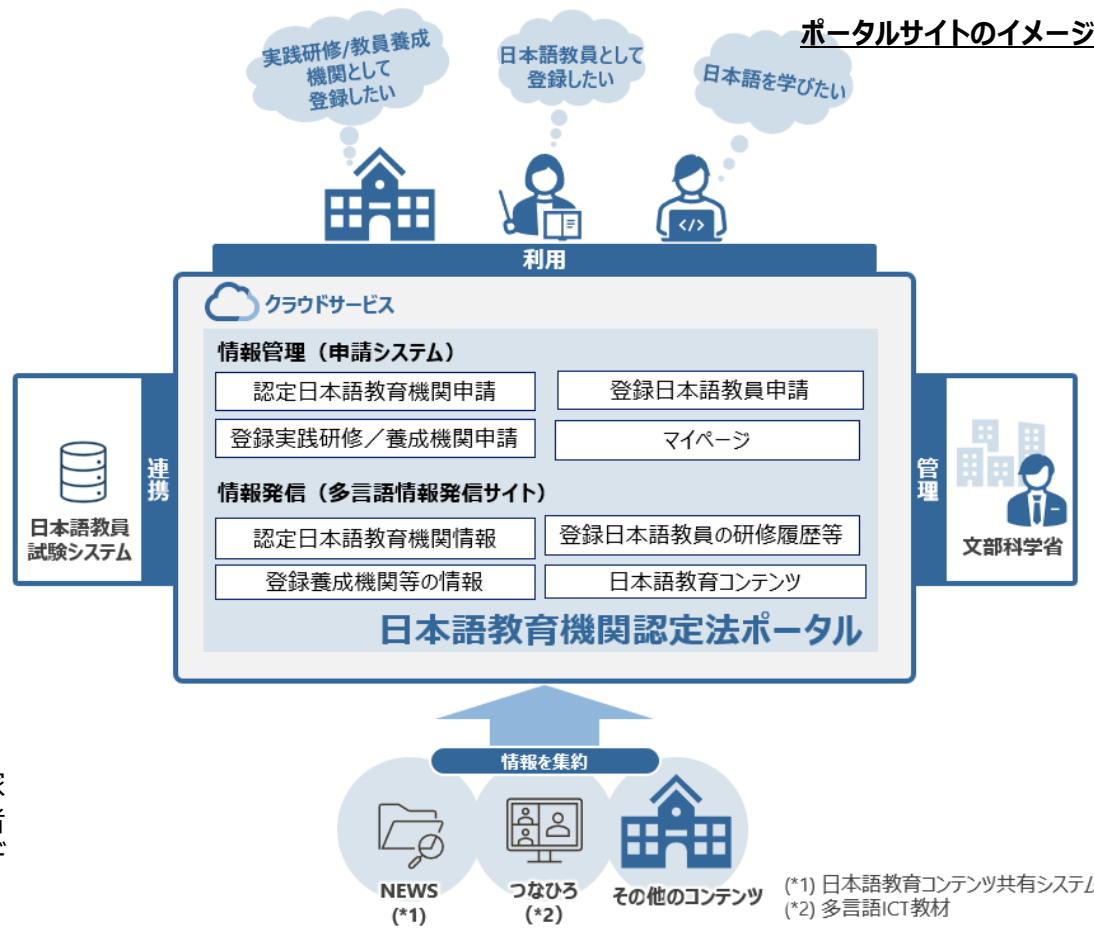 ポータルサイトのイメージ
実践研修/教員養成
機関として
登録したい
日本語教員として
登録したい
日本語を学びたい
利用
クラウドサービス
情報管理（申請システム）
認定日本語教育機関申請
登録日本語教員申請
登録実践研修／養成機関申請
マイページ
情報発信（多言語情報発信サイト）
認定日本語教育機関情報
登録日本語教員の研修履歴等
登録養成機関等の情報
日本語教育コンテンツ
日本語教育機関認定法ポータル
連携
日本語教員
試験システム
管理
文部科学省
情報を集約
NEWS
(*1)
つなひろ
(*2)
その他のコンテンツ
(*1) 日本語教育コンテンツ共有システム
(*2) 多言語ICT教材